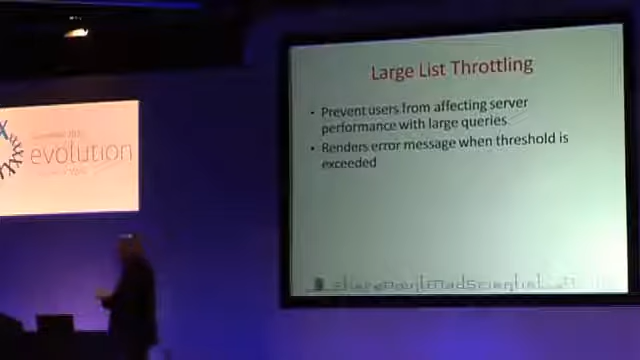 evolution
Large List Throttling
• Prevent users from affecting server
performance with large queries
• Renders error message when threshold is
exceeded